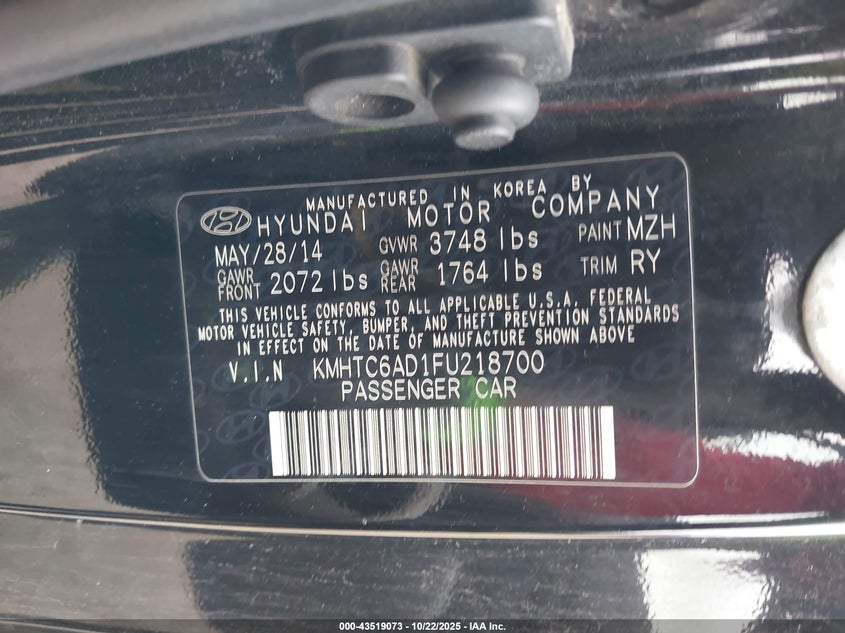 MANUFACTURED IN KOREA BY
HYUNDAI MOTOR COMPANY
MAY/28/14 GVWR 3748 lbs PAINT MZH
GAWR FRONT 2072 lbs GAWR REAR 1764 lbs TRIM RY
THIS VEHICLE CONFORMS TO ALL APPLICABLE U.S.A. FEDERAL
MOTOR VEHICLE SAFETY, BUMPER, AND THEFT PREVENTION STANDARDS
IN EFFECT ON THE DATE OF MANUFACTURE SHOWN ABOVE
V.I.N KMHTC6AD1FU218700
PASSENGER CAR
000-43519073 - 10/22/2025 - IAA Inc.